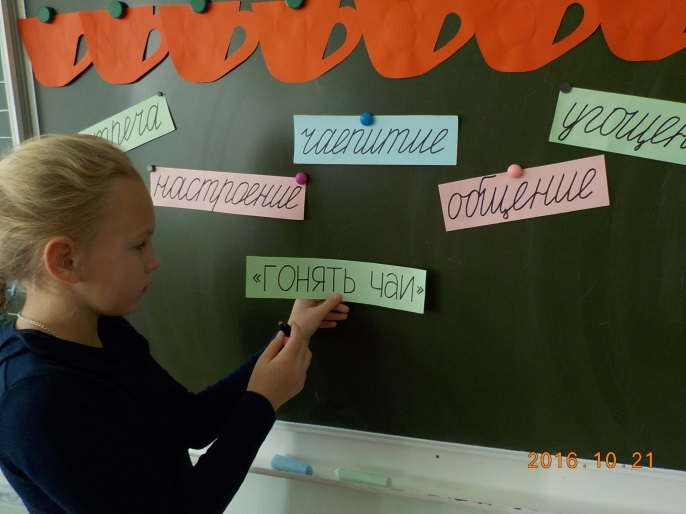 чаепитие
настроение
общение
«ГОНЯТЬ ЧАИ»
2016.10.21